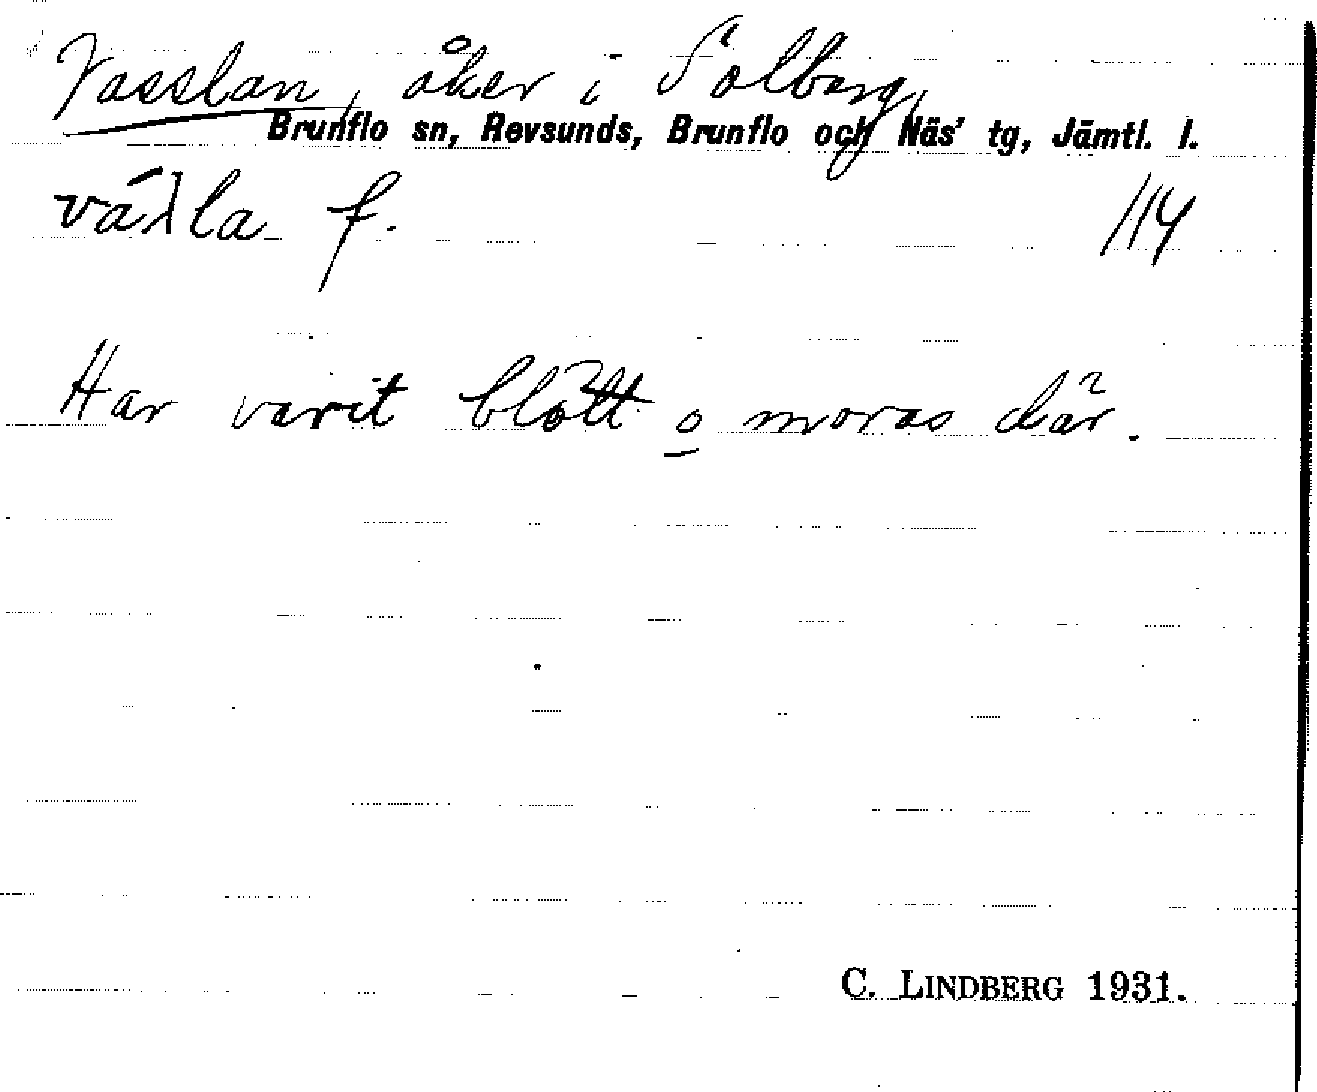 Vasslan, åker i Solberg,
Brunflo sn, Revsunds, Brunflo och Näs' tg, Jämtl. l.
f. 114
Har varit blött o moras där.
C. LINDBERG 1931.